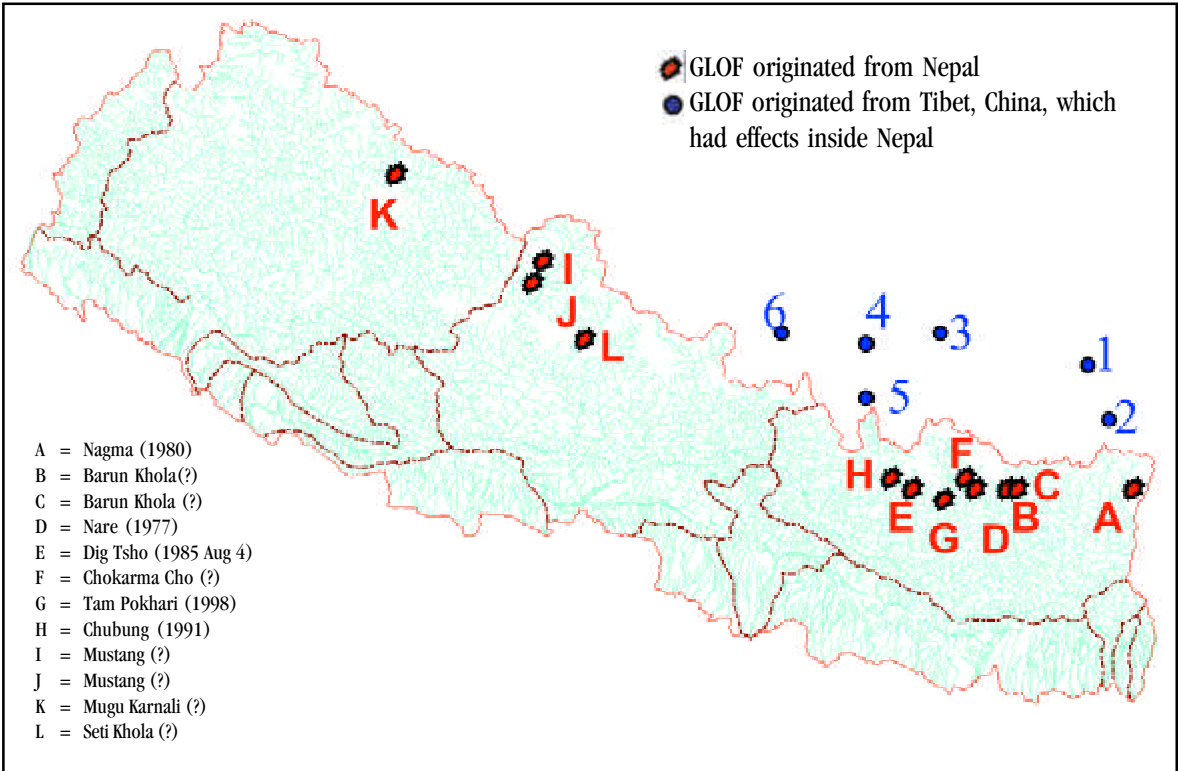 GLOF originated from Nepal
GLOF originated from Tibet, China, which
had effects inside Nepal
K
I
J
L
6
4
3
5
1
2
H
F
C
E
G
D
B
A
A = Nagma (1980)
B = Barun Khola(?)
C = Barun Khola (?)
D = Nare (1977)
E = Dig Tsho (1985 Aug 4)
F = Chokarma Cho (?)
G = Tam Pokhari (1998)
H = Chubung (1991)
I = Mustang (?)
J = Mustang (?)
K = Mugu Karnali (?)
L = Seti Khola (?)